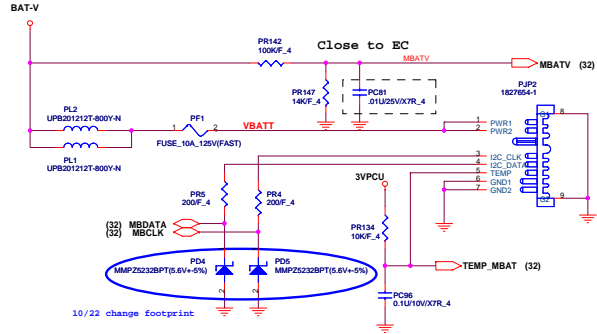 BAT-V
PR142
100K/F_4
Close to EC
MBATV
MBATV (32)
PR147
14K/F_4
PC81
.01U/25V/X7R_4
PJP2
1827654-1
PL2
UPB201212T-800Y-N
PF1
1
2
VBATT
FUSE_10A_125V(FAST)
PL1
UPB201212T-800Y-N
1
PWR1
2
PWR2
3
I2C_CLK
4
I2C_DATA
5
TEMP
6
GND1
7
GND2
G1
8
G2
9
3VPCU
PR5
200/F_4
PR4
200/F_4
(32) MBDATA
(32) MBCLK
PR134
10K/F_4
PD4
MMPZ5232BPT(5.6V+-5%)
PD5
MMPZ5232BPT(5.6V+-5%)
2
2
TEMP_MBAT (32)
PC96
0.1U/10V/X7R_4
10/22 change footprint